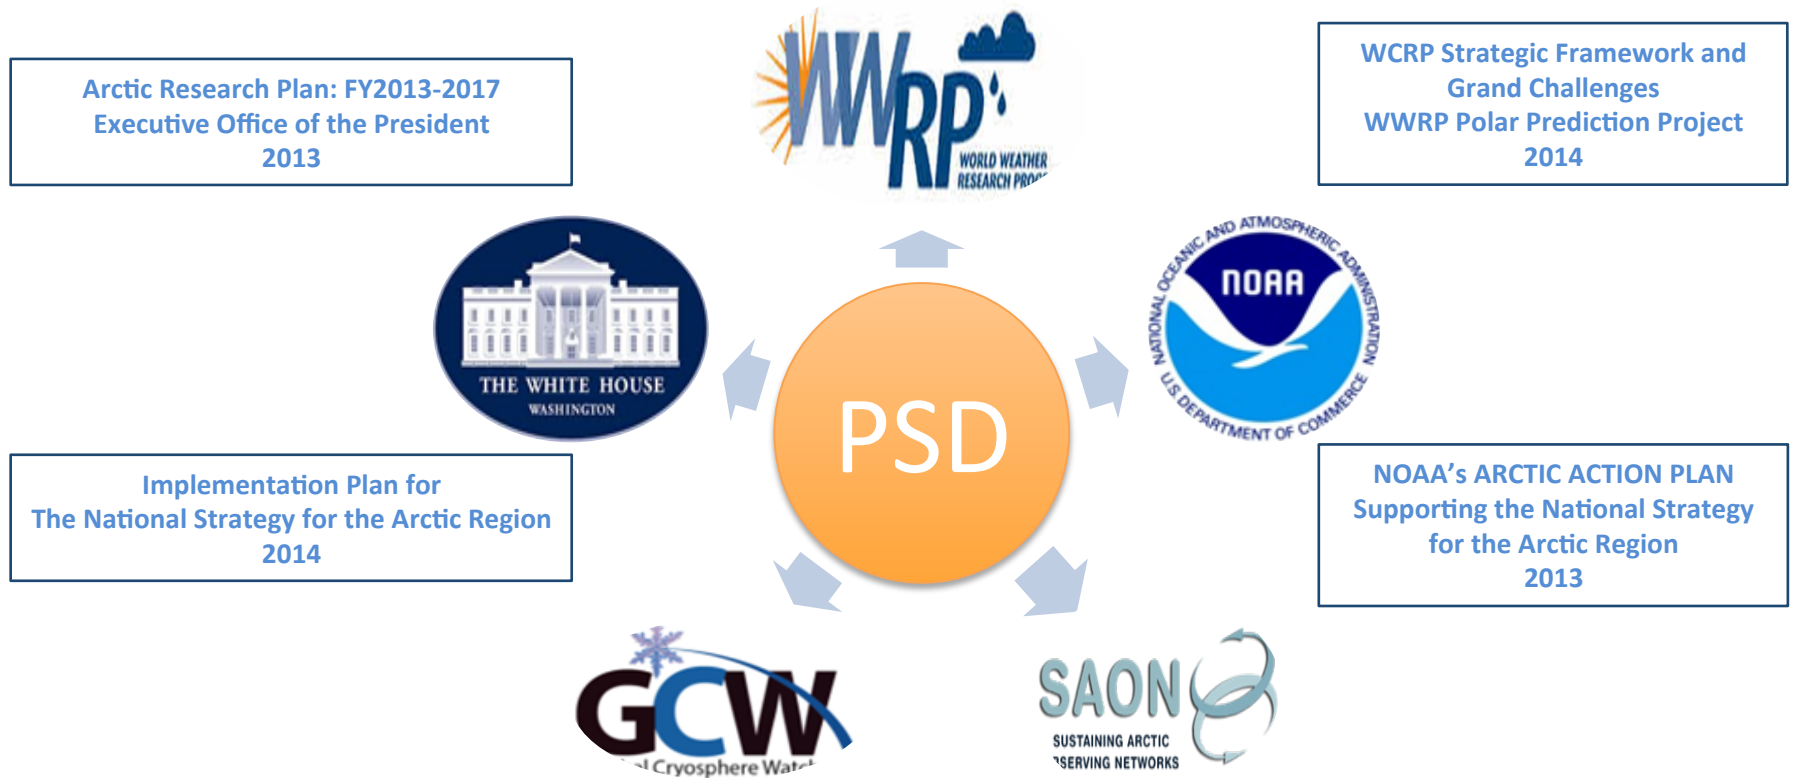 Arctic Research Plan: FY2013-2017
Executive Office of the President
2013
WWRP
WORLD WEATHER
RESEARCH
WCRP Strategic Framework and
Grand Challenges
WWRP Polar Prediction Project
2014
THE WHITE HOUSE
WASHINGTON
NATIONAL OCEANIC AND ATMOSPHERIC ADMINISTRATION
NOAA
U.S. DEPARTMENT OF COMMERCE
PSD
Implementation Plan for
The National Strategy for the Arctic Region
2014
NOAA’s ARCTIC ACTION PLAN
Supporting the National Strategy
for the Arctic Region
2013
GCW
Cryosphere
SAON
SUSTAINING ARCTIC
NETWORKS